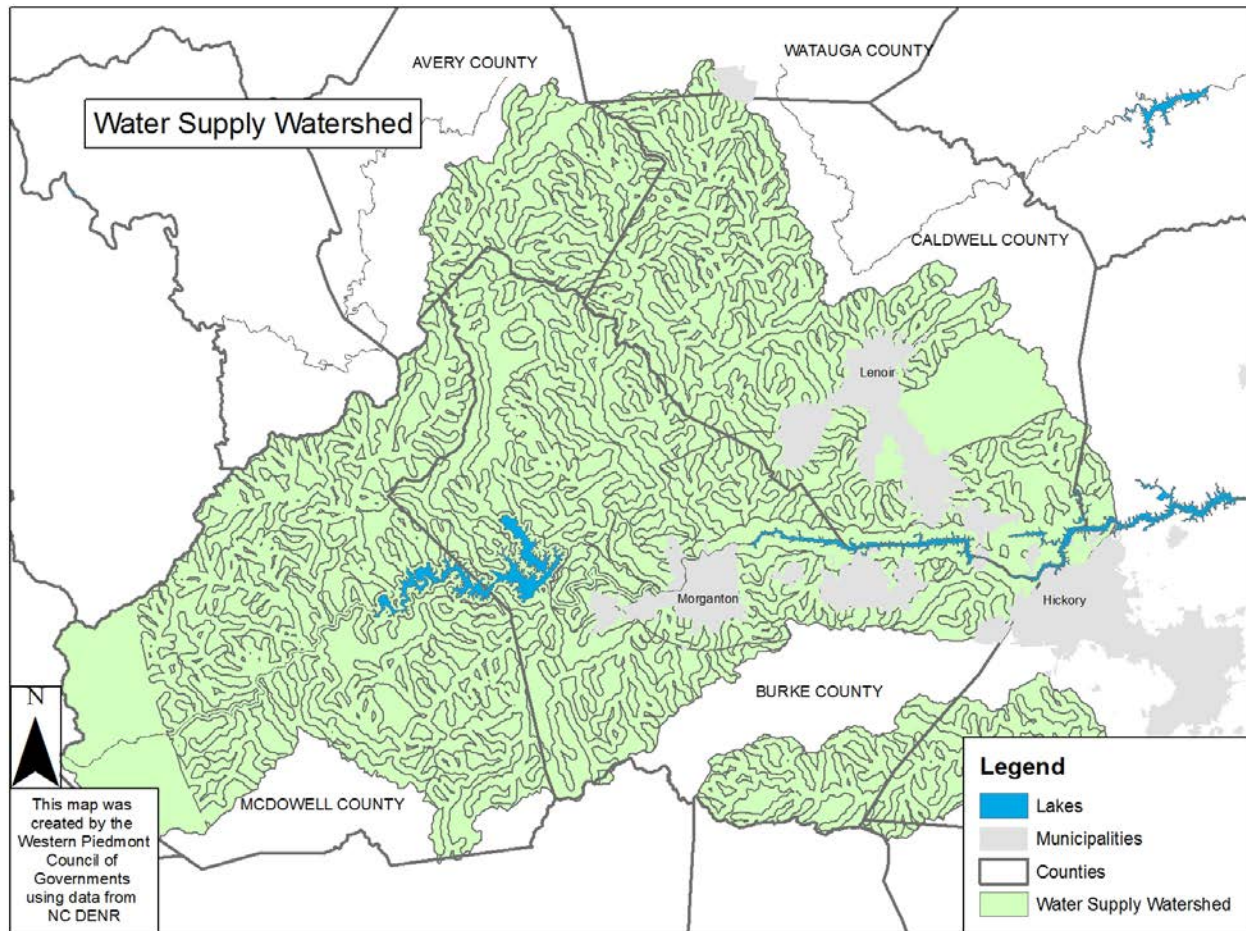 WATAUGA COUNTY
AVERY COUNTY
Water Supply Watershed
CALDWELL COUNTY
Lenoir
Morganton
Hickory
BURKE COUNTY
MCDOWELL COUNTY
N
This map was
created by the
Western Piedmont
Council of
Governments
using data from
NC DENR
Legend
Lakes
Municipalities
Counties
Water Supply Watershed